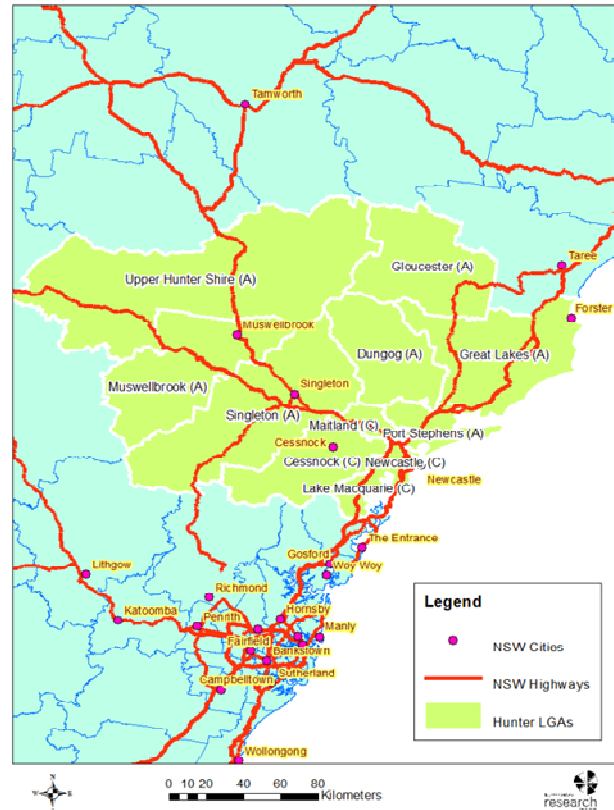 Tamworth
Taree
Gloucester (A)
Upper Hunter Shire (A)
Forster
Muswellbrook
Dungog (A)
Great Lakes (A)
Muswellbrook (A)
Singleton
Singleton (A)
Maitland (C)
Port Stephens (A)
Cessnock
Cessnock (C)
Newcastle (C)
Newcastle
Lake Macquarie (C)
The Entrance
Gosford
Woy Woy
Lithgow
Richmond
Katoomba
Hornsby
Penrith
Manly
Fairfield
Bankstown
Sutherland
Campbelltown
Wollongong
Legend
NSW Cities
NSW Highways
Hunter LGAs
0 10 20 40 60 80
Kilometers
research